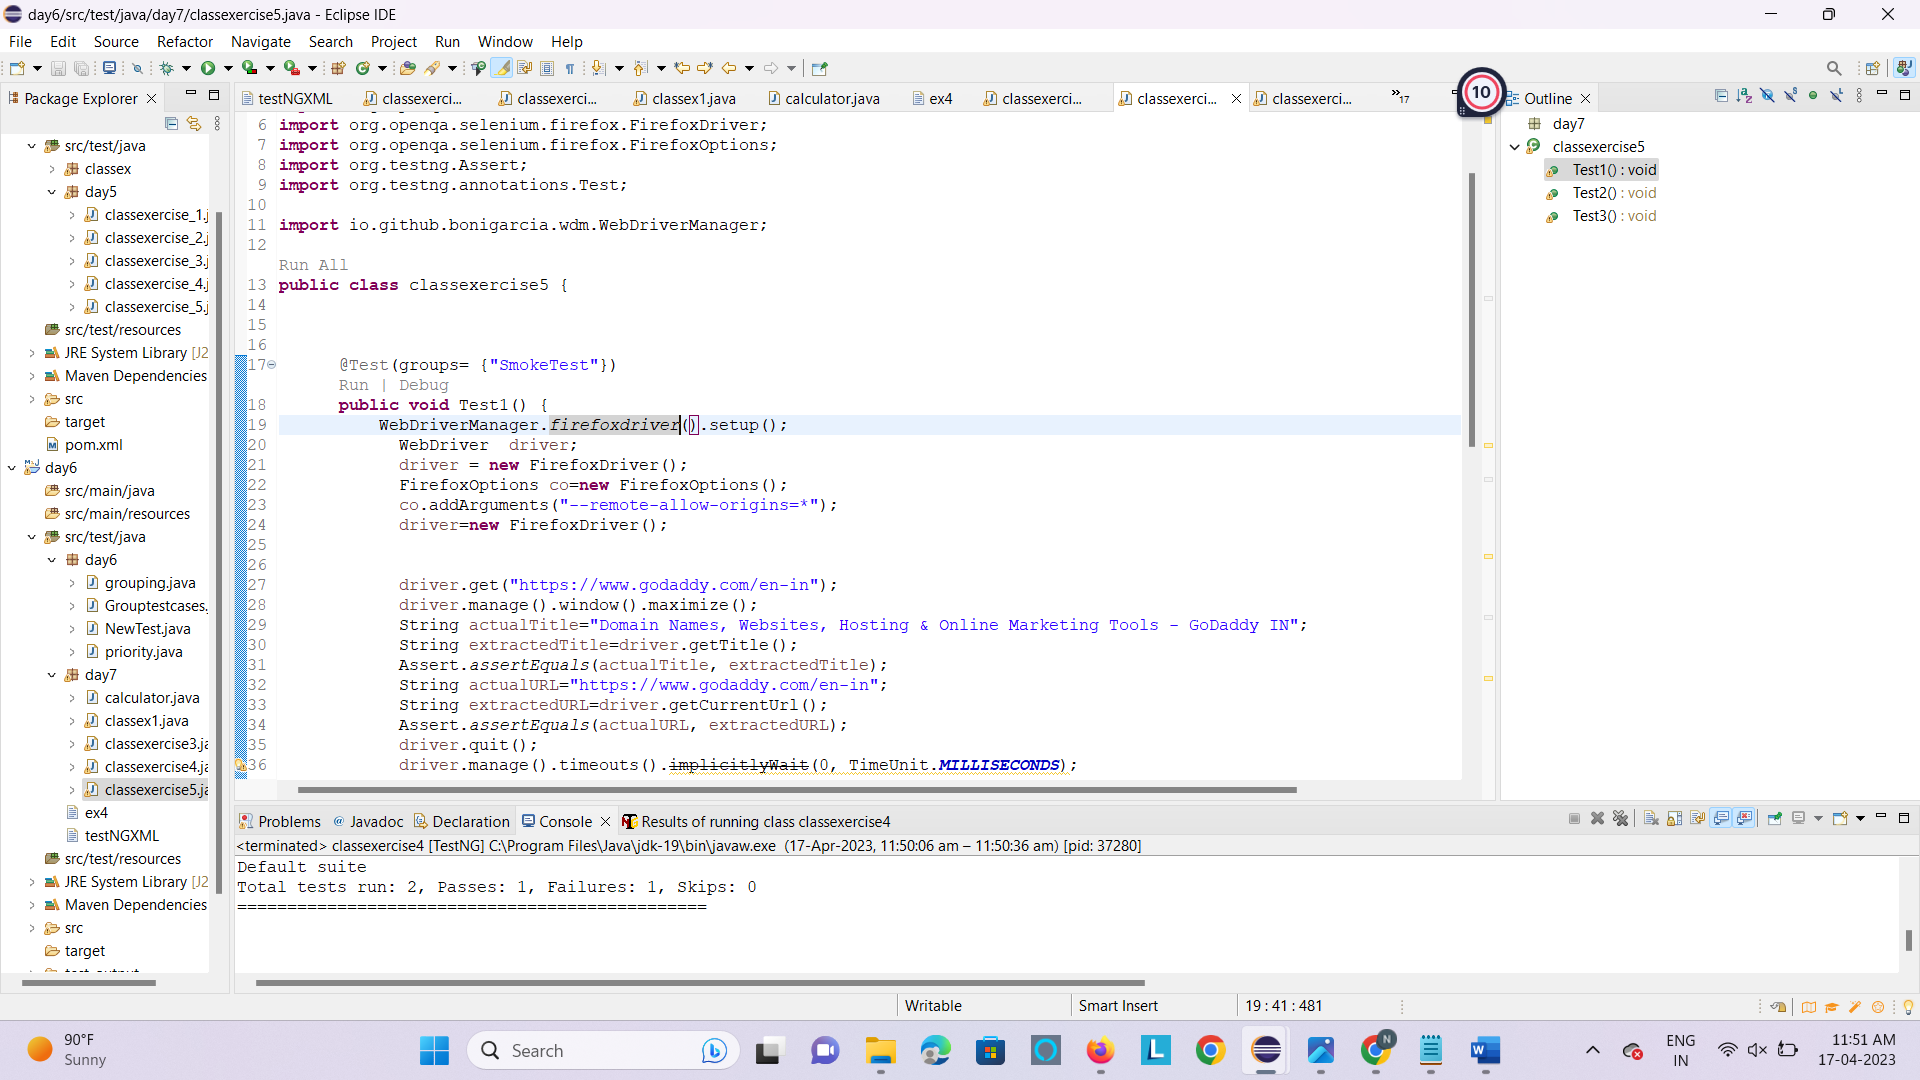 day6/src/test/java/day7/classexercise5.java - Eclipse IDE
File Edit Source Refactor Navigate Search Project Run Window Help
Package Explorer
testNGXML classexerci... classexerci... classex1.java calculator.java ex4 classexerci... classexerci... classexerci... »17
10
Outline
src/test/java
classex
day5
classexercise_1.j
classexercise_2.j
classexercise_3.j
classexercise_4.j
classexercise_5.j
src/test/resources
JRE System Library [J2
Maven Dependencies
src
target
pom.xml
day6
src/main/java
src/main/resources
src/test/java
day6
grouping.java
Grouptestcases.
NewTest.java
priority.java
day7
calculator.java
classex1.java
classexercise3.ja
classexercise4.ja
classexercise5.ja
ex4
testNGXML
src/test/resources
JRE System Library [J2
Maven Dependencies
src
target
6 import org.openqa.selenium.firefox.FirefoxDriver;
7 import org.openqa.selenium.firefox.FirefoxOptions;
8 import org.testng.Assert;
9 import org.testng.annotations.Test;
10
11 import io.github.bonigarcia.wdm.WebDriverManager;
12
Run All
13 public class classexercise5 {
14
15
16
17 @Test(groups= {"SmokeTest"})
Run | Debug
18 public void Test1() {
19 WebDriverManager.firefoxdriver().setup();
20 WebDriver driver;
21 driver = new FirefoxDriver();
22 FirefoxOptions co=new FirefoxOptions();
23 co.addArguments("--remote-allow-origins=*");
24 driver=new FirefoxDriver();
25
26
27 driver.get("https://www.godaddy.com/en-in");
28 driver.manage().window().maximize();
29 String actualTitle="Domain Names, Websites, Hosting & Online Marketing Tools - GoDaddy IN";
30 String extractedTitle=driver.getTitle();
31 Assert.assertEquals(actualTitle, extractedTitle);
32 String actualURL="https://www.godaddy.com/en-in";
33 String extractedURL=driver.getCurrentUrl();
34 Assert.assertEquals(actualURL, extractedURL);
35 driver.quit();
36 driver.manage().timeouts().implicitlyWait(0, TimeUnit.MILLISECONDS);
day7
classexercise5
Test1() : void
Test2() : void
Test3() : void
Problems @ Javadoc Declaration Console Results of running class classexercise4
<terminated> classexercise4 [TestNG] C:\Program Files\Java\jdk-19\bin\javaw.exe (17-Apr-2023, 11:50:06 am – 11:50:36 am) [pid: 37280]
Default suite
Total tests run: 2, Passes: 1, Failures: 1, Skips: 0
===============================================
Writable Smart Insert 19 : 41 : 481
90°F
Sunny
Search
ENG
IN
11:51 AM
17-04-2023